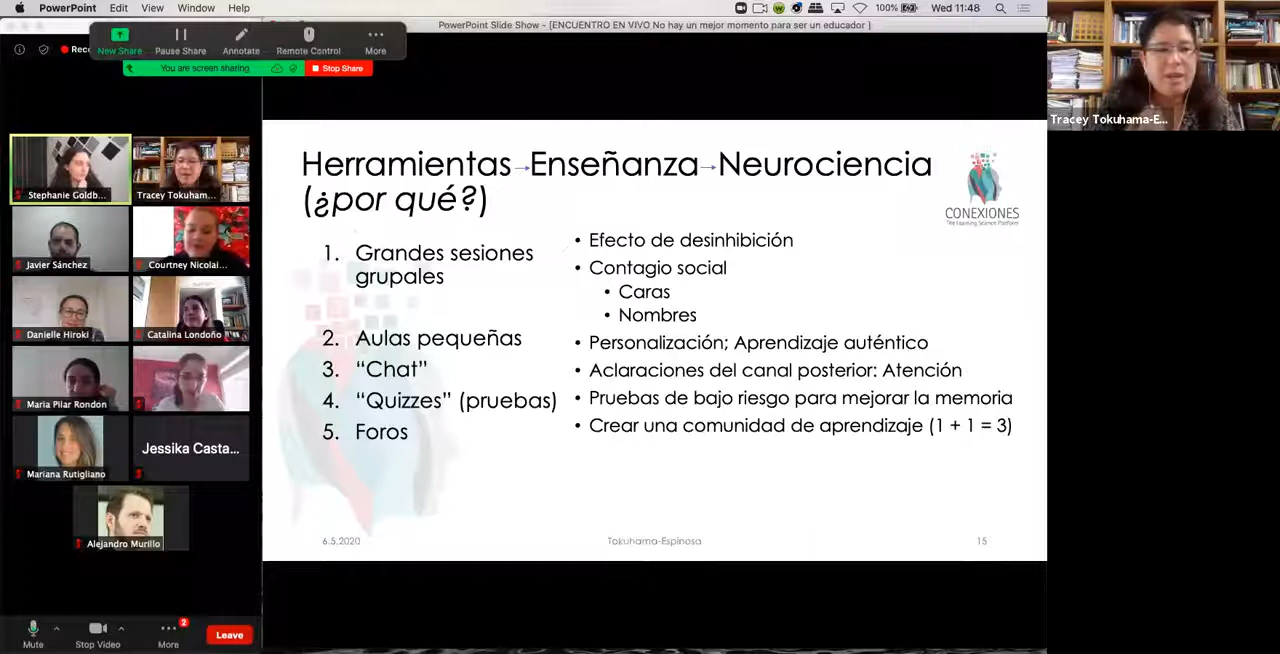 PowerPoint Edit View Window Help
100% Wed 11:48
PowerPoint Slide Show - [ENCUENTRO EN VIVO No hay un mejor momento para ser un educador ]
Rec
New Share Pause Share Annotate Remote Control More
You are screen sharing Stop Share
Tracey Tokuhama-E...
Stephanie Goldb... Tracey Tokuham...
Javier Sánchez Courtney Nicolai...
Danielle Hiroki Catalina Londoño
Maria Pilar Rondon
Mariana Rutigliano Jessika Casta...
Alejandro Murillo
Herramientas→Enseñanza→Neurociencia
(¿por qué?)
CONEXIONES
The Learning Science Platform
1. Grandes sesiones
grupales
2. Aulas pequeñas
3. “Chat”
4. “Quizzes” (pruebas)
5. Foros
• Efecto de desinhibición
• Contagio social
• Caras
• Nombres
• Personalización; Aprendizaje auténtico
• Aclaraciones del canal posterior: Atención
• Pruebas de bajo riesgo para mejorar la memoria
• Crear una comunidad de aprendizaje (1 + 1 = 3)
6.5.2020 Tokuhama-Espinosa 15
Mute Stop Video More 2 Leave